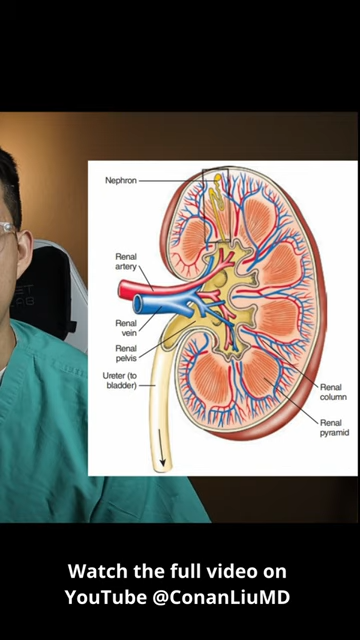 Nephron
Renal
artery
Renal
vein
Renal
pelvis
Ureter (to
bladder)
Renal
column
Renal
pyramid
Watch the full video on
YouTube @ConanLiuMD